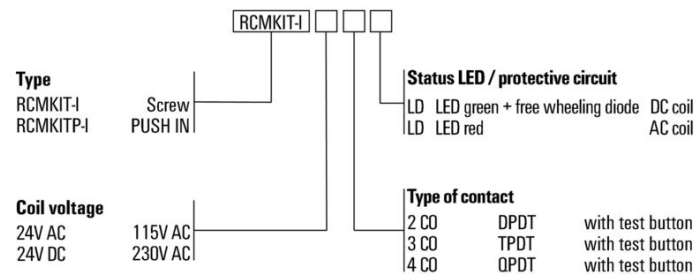 RCMKIT-I
Type
RCMKIT-I Screw
RCMKITP-I PUSH IN
Status LED / protective circuit
LD LED green + free wheeling diode DC coil
LD LED red AC coil
Coil voltage
24V AC 115V AC
24V DC 230V AC
Type of contact
2 CO DPDT with test button
3 CO TPDT with test button
4 CO QPDT with test button